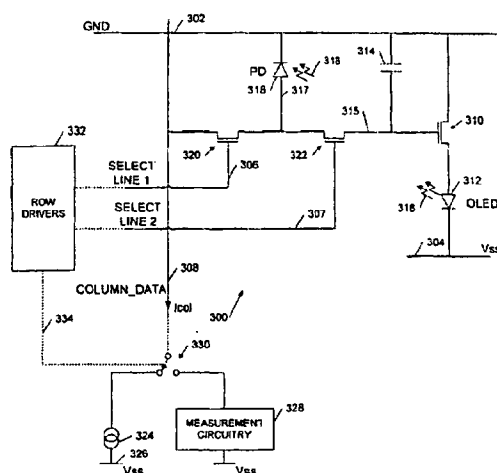 GND
302
PD
318
318
317
314
315
310
332
320
322
306
312
316
OLED
ROW DRIVERS
SELECT LINE 1
SELECT LINE 2
307
304
Vss
308
COLUMN_DATA
Icol
300
334
330
324
326
Vss
MEASUREMENT CIRCUITRY
328
Vss